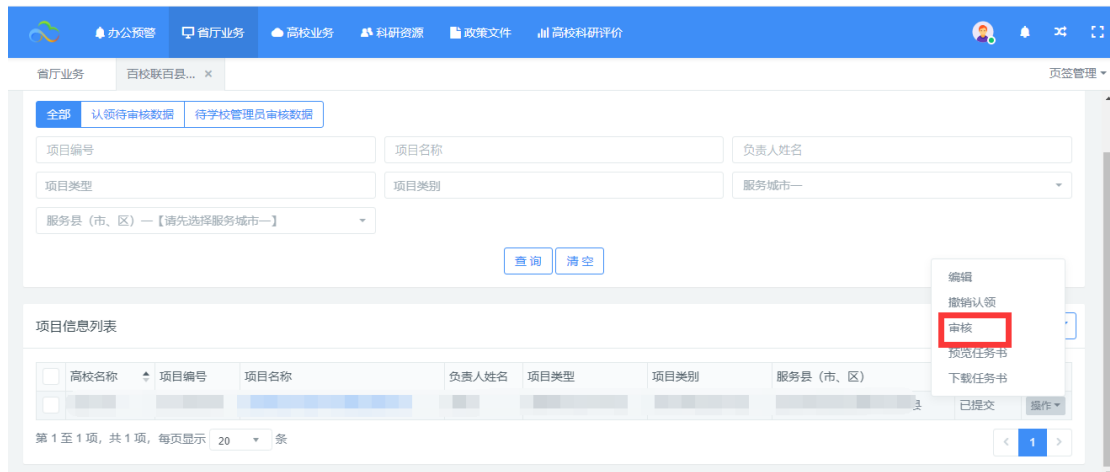 办公预警 省厅业务 高校业务 科研资源 政策文件 高校科研评价
省厅业务 百校联百县... × 页签管理
全部 认领待审核数据 待学校管理员审核数据
项目编号 项目名称 负责人姓名
项目类型 项目类别 服务城市一
服务县（市、区）一【请先选择服务城市一】
查询 清空
编辑
撤销认领
项目信息列表
审核
预览任务书
下载任务书
高校名称 项目编号 项目名称 负责人姓名 项目类型 项目类别 服务县（市、区）
县 已提交 操作
第 1 至 1 项，共 1 项，每页显示 20 条 < 1 >